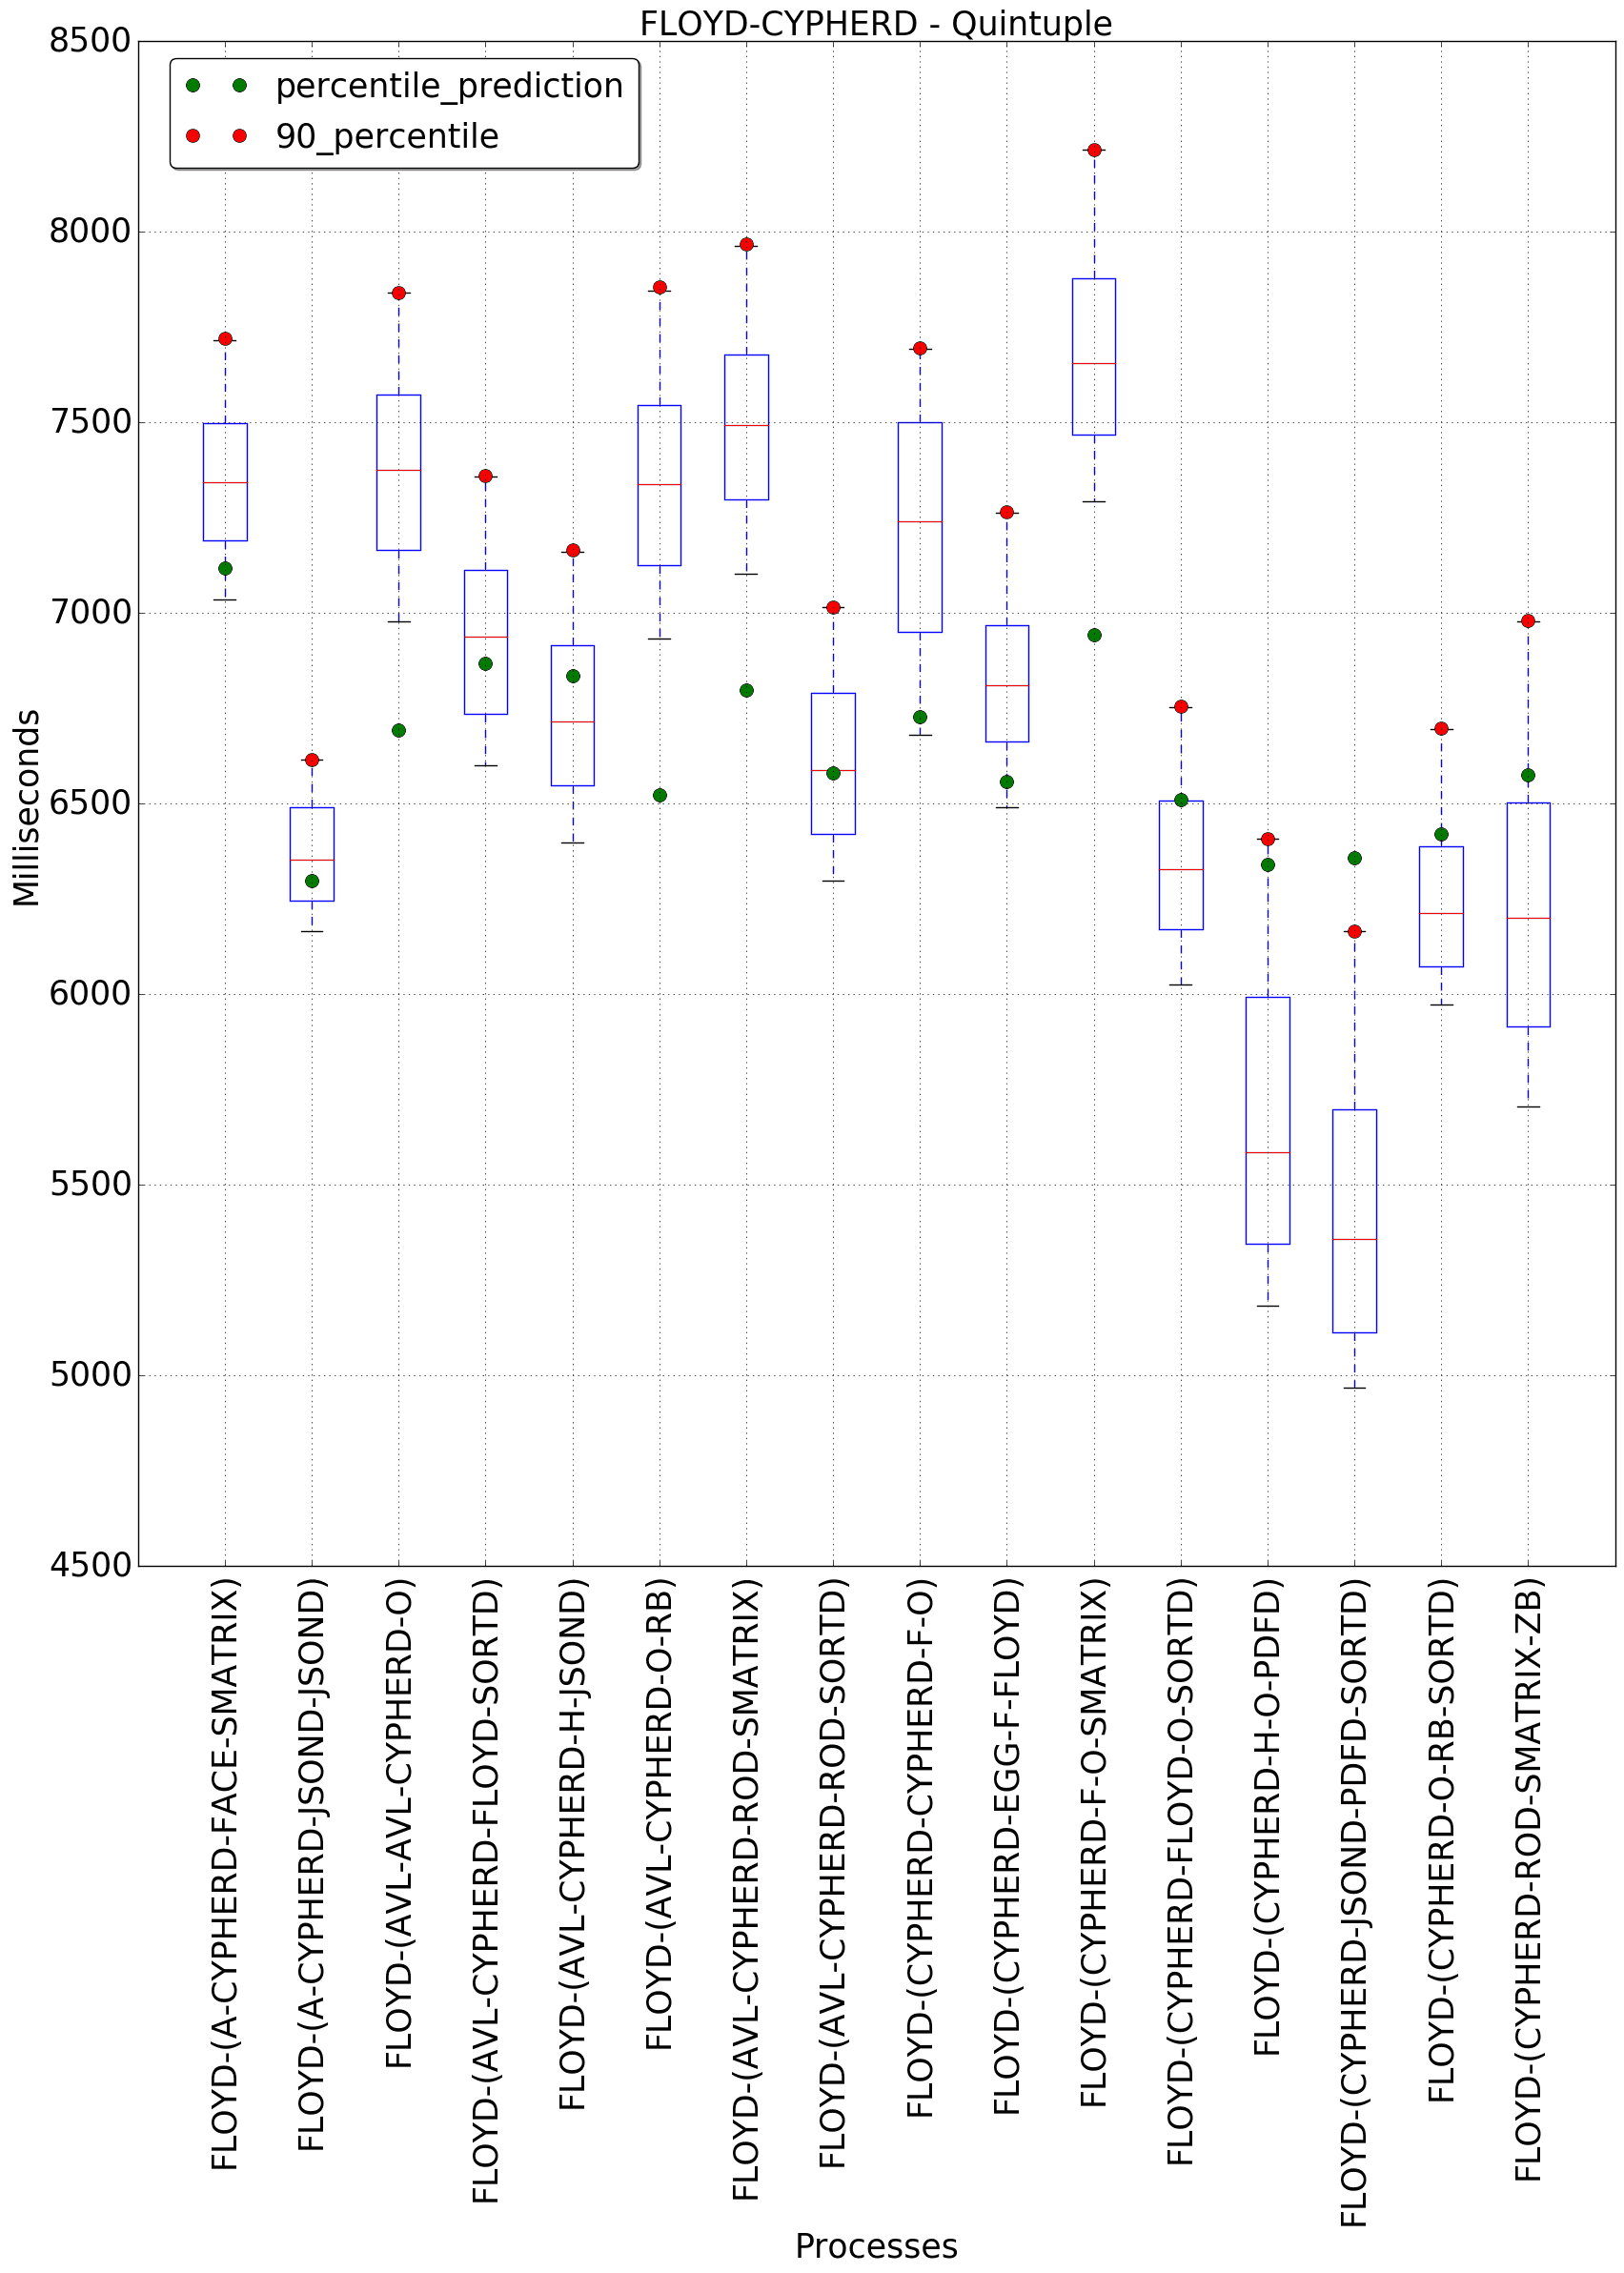 FLOYD-CYPHERD - Quintuple
percentile_prediction
90_percentile
8500
8000
7500
7000
6500
6000
5500
5000
4500
Milliseconds
FLOYD-(A-CYPHERD-FACE-SMATRIX)
FLOYD-(A-CYPHERD-JSOND-JSOND)
FLOYD-(AVL-AVL-CYPHERD-O)
FLOYD-(AVL-CYPHERD-FLOYD-SORTD)
FLOYD-(AVL-CYPHERD-H-JSOND)
FLOYD-(AVL-CYPHERD-O-RB)
FLOYD-(AVL-CYPHERD-ROD-SMATRIX)
FLOYD-(AVL-CYPHERD-ROD-SORTD)
FLOYD-(CYPHERD-CYPHERD-F-O)
FLOYD-(CYPHERD-EGG-F-FLOYD)
FLOYD-(CYPHERD-F-O-SMATRIX)
FLOYD-(CYPHERD-FLOYD-O-SORTD)
FLOYD-(CYPHERD-H-O-PDFD)
FLOYD-(CYPHERD-JSOND-PDFD-SORTD)
FLOYD-(CYPHERD-O-RB-SORTD)
FLOYD-(CYPHERD-ROD-SMATRIX-ZB)
Processes